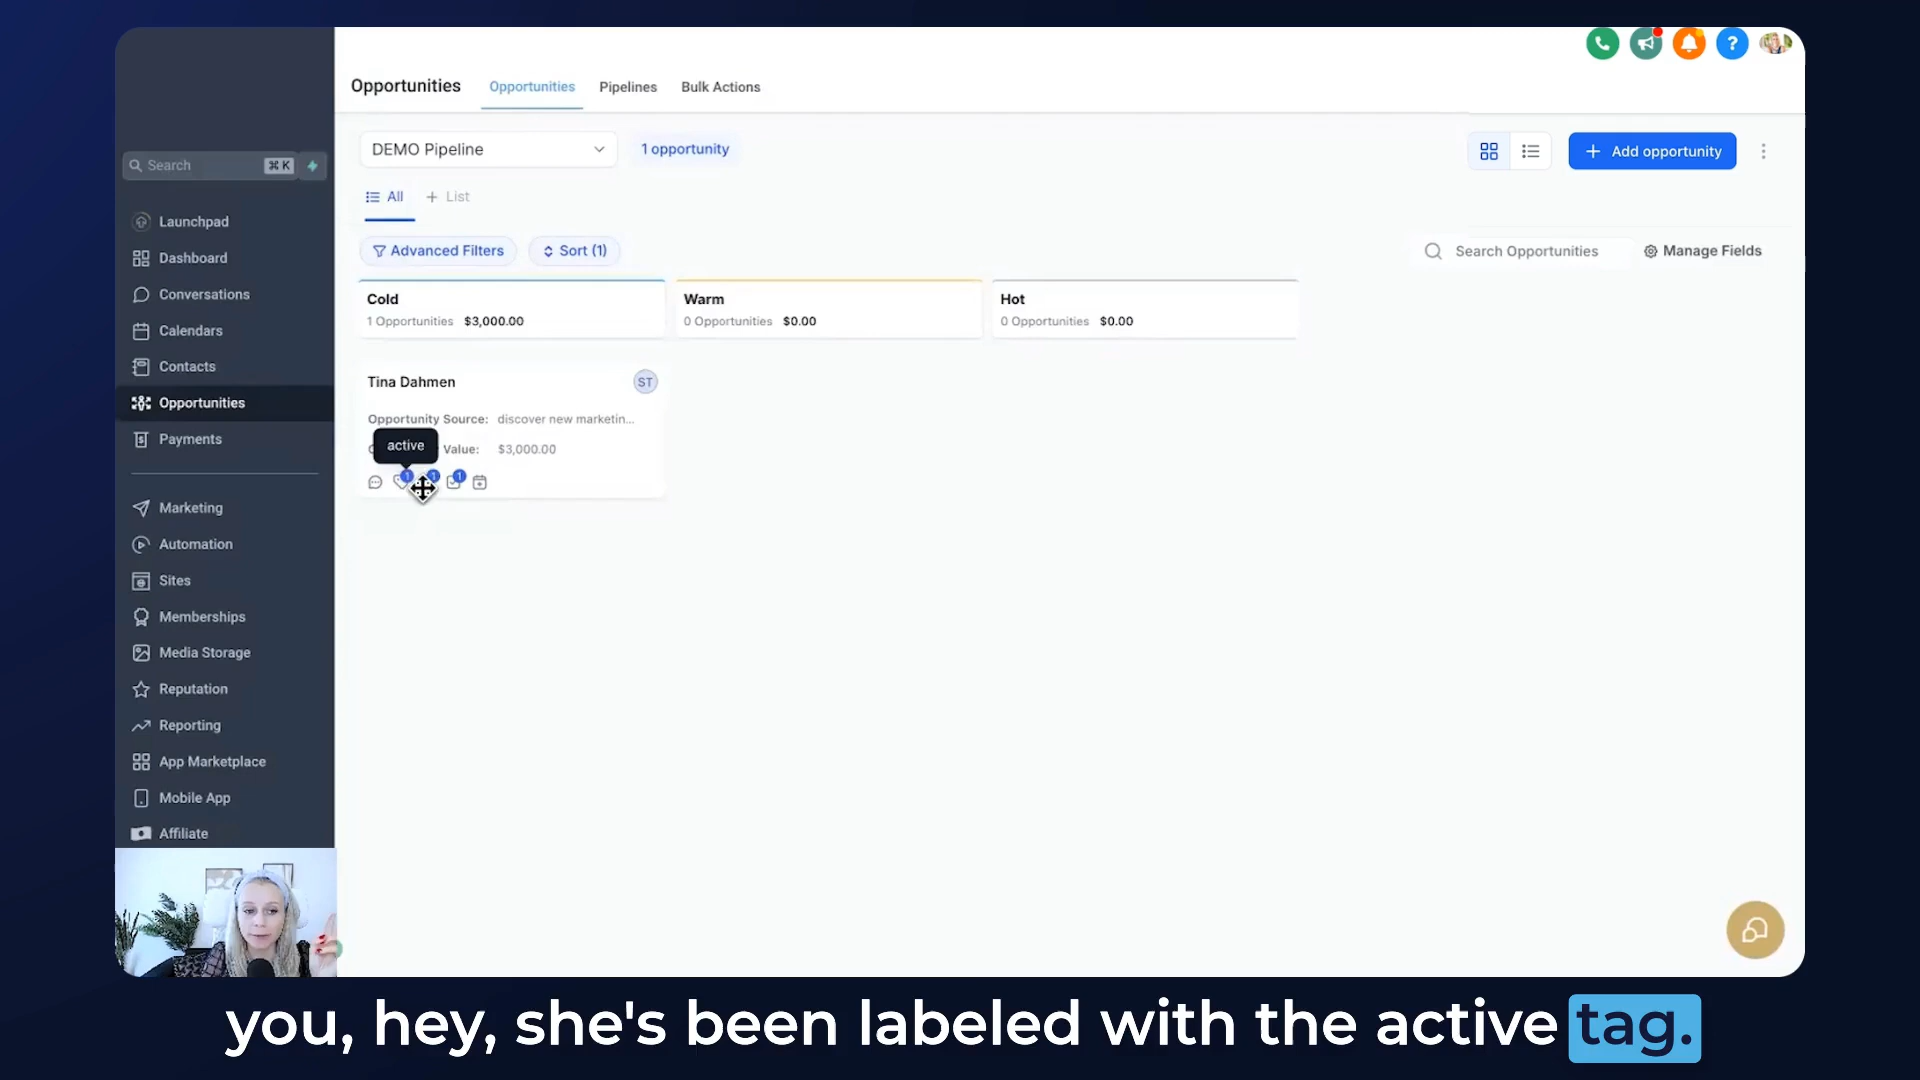 Opportunities
Opportunities
Pipelines
Bulk Actions
?
Search
⌘ K
DEMO Pipeline
1 opportunity
+ Add opportunity
All
+ List
Advanced Filters
Sort (1)
Search Opportunities
Manage Fields
Launchpad
Dashboard
Conversations
Calendars
Contacts
Opportunities
Payments
Marketing
Automation
Sites
Memberships
Media Storage
Reputation
Reporting
App Marketplace
Mobile App
Affiliate
Cold
1 Opportunities $3,000.00
Warm
0 Opportunities $0.00
Hot
0 Opportunities $0.00
Tina Dahmen
ST
Opportunity Source: discover new marketin...
active
Value: $3,000.00
1
1
1
you, hey, she's been labeled with the active tag.